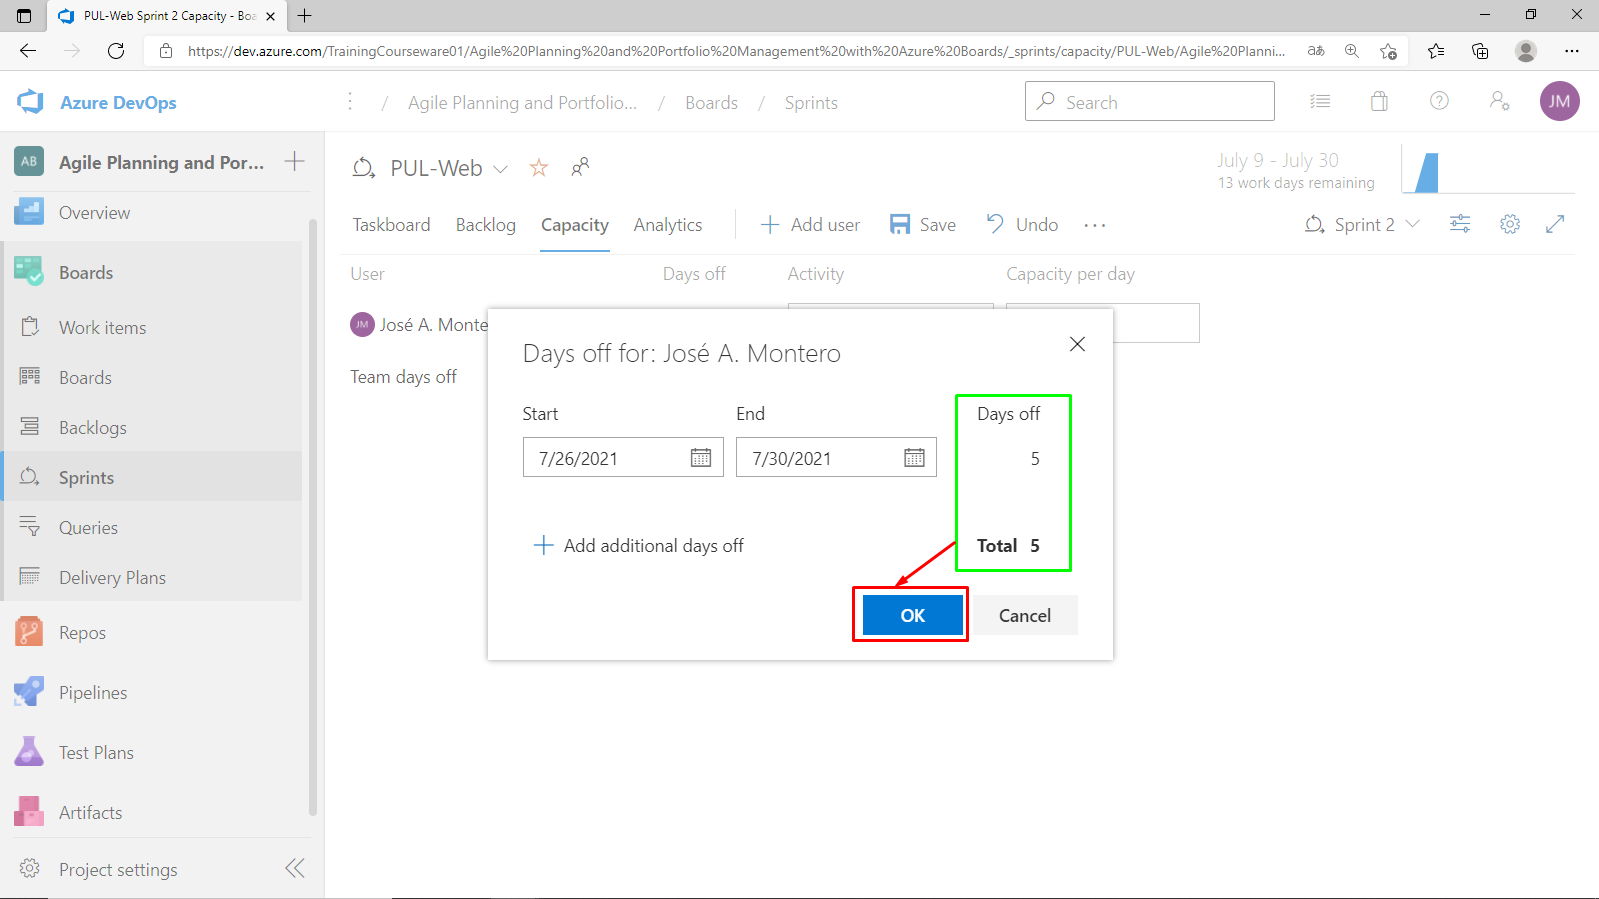 PUL-Web Sprint 2 Capacity - Boa
https://dev.azure.com/TrainingCourseware01/Agile%20Planning%20and%20Portfolio%20Management%20with%20Azure%20Boards/_sprints/capacity/PUL-Web/Agile%20Planni...
aあ
Azure DevOps
/ Agile Planning and Portfolio... / Boards / Sprints
Search
JM
AB Agile Planning and Por...
Overview
Boards
Work items
Boards
Backlogs
Sprints
Queries
Delivery Plans
Repos
Pipelines
Test Plans
Artifacts
Project settings
PUL-Web
July 9 - July 30
13 work days remaining
Taskboard Backlog Capacity Analytics Add user Save Undo ... Sprint 2
User Days off Activity Capacity per day
JM José A. Monte
Team days off
Days off for: José A. Montero
Start End Days off
7/26/2021 7/30/2021 5
Add additional days off Total 5
OK Cancel